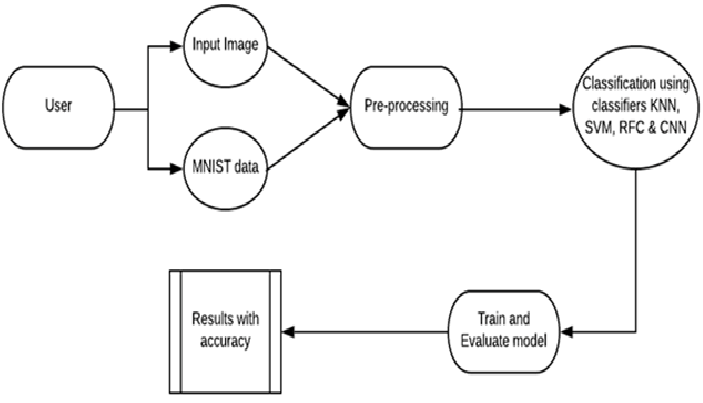 Input Image
User
MNIST data
Pre-processing
Classification using
classifiers KNN,
SVM, RFC & CNN
Train and
Evaluate model
Results with
accuracy